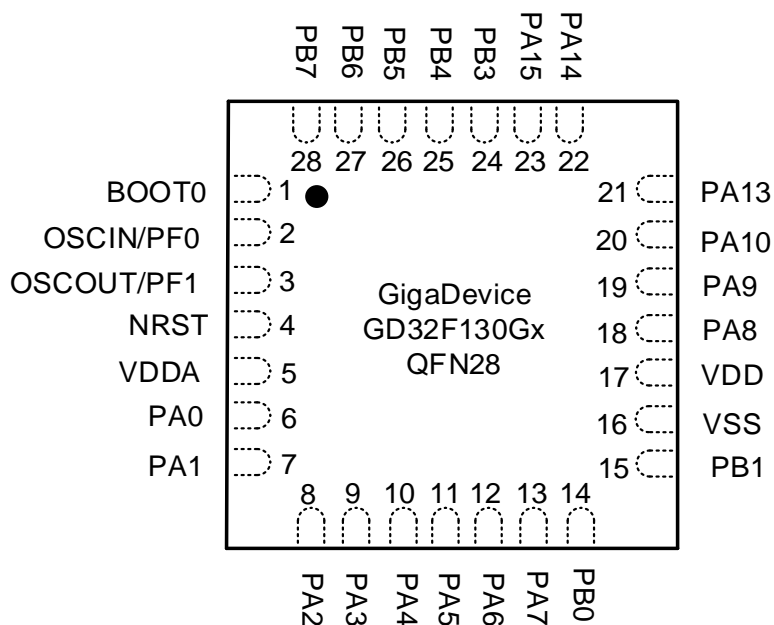 PB7 PB6 PB5 PB4 PB3 PA15 PA14
28 27 26 25 24 23 22
BOOT0 1
OSCIN/PF0 2
OSCOUT/PF1 3
NRST 4
VDDA 5
PA0 6
PA1 7
GigaDevice
GD32F130Gx
QFN28
21 PA13
20 PA10
19 PA9
18 PA8
17 VDD
16 VSS
15 PB1
8 9 10 11 12 13 14
PA2 PA3 PA4 PA5 PA6 PA7 PB0